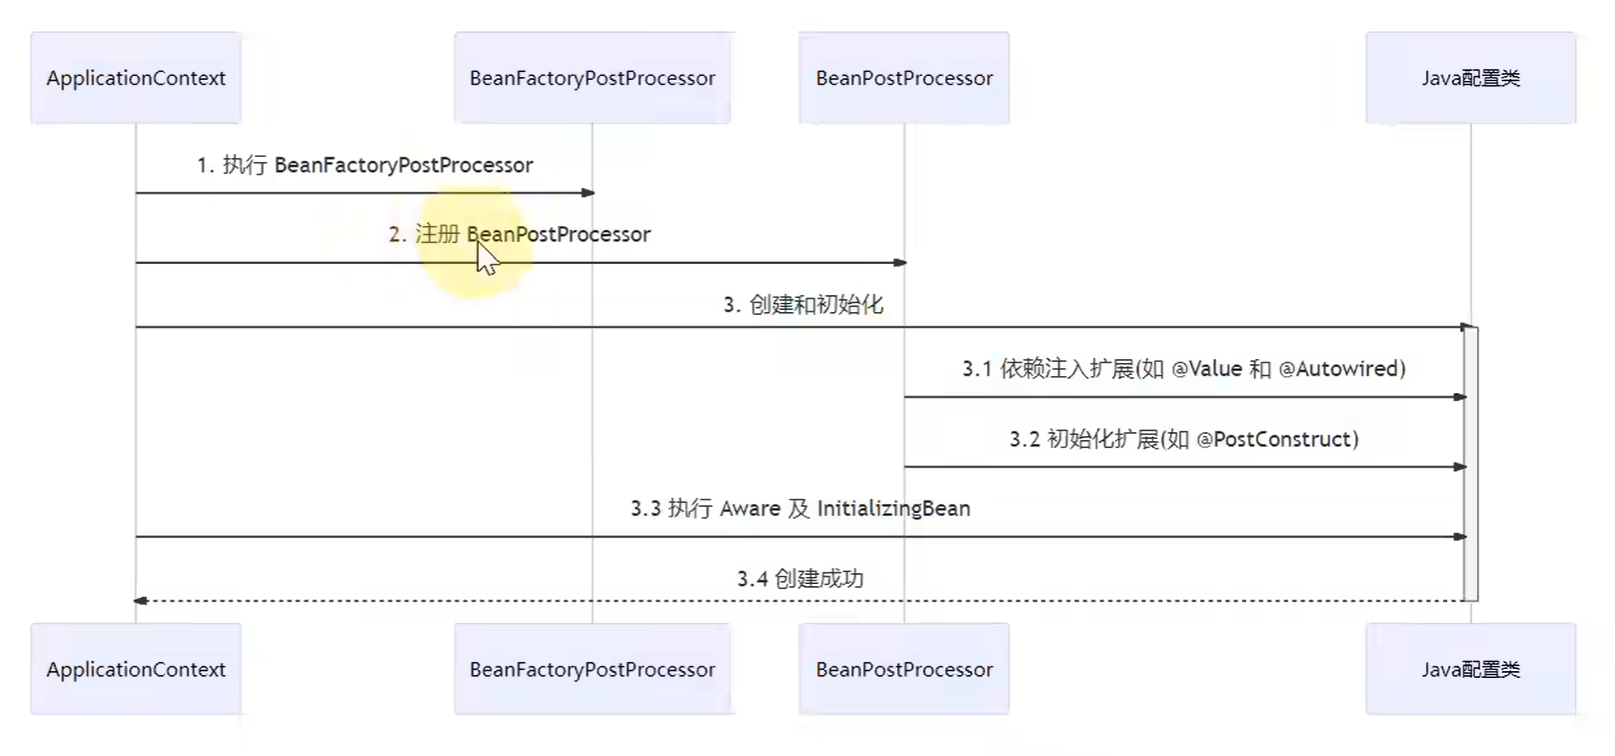 ApplicationContext
BeanFactoryPostProcessor
BeanPostProcessor
Java配置类
1. 执行 BeanFactoryPostProcessor
2. 注册 BeanPostProcessor
3. 创建和初始化
3.1 依赖注入扩展(如 @Value 和 @Autowired)
3.2 初始化扩展(如 @PostConstruct)
3.3 执行 Aware 及 InitializingBean
3.4 创建成功
ApplicationContext
BeanFactoryPostProcessor
BeanPostProcessor
Java配置类